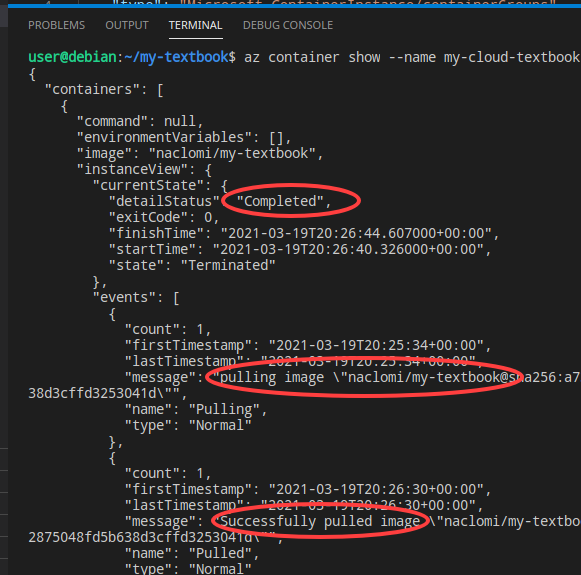 "type": "Microsoft.ContainerInstance/containerGroups"
PROBLEMS OUTPUT TERMINAL DEBUG CONSOLE
user@debian:~/my-textbook$ az container show --name my-cloud-textbook
{
"containers": [
{
"command": null,
"environmentVariables": [],
"image": "naclomi/my-textbook",
"instanceView": {
"currentState": {
"detailStatus": "Completed",
"exitCode": 0,
"finishTime": "2021-03-19T20:26:44.607000+00:00",
"startTime": "2021-03-19T20:26:40.326000+00:00",
"state": "Terminated"
},
"events": [
{
"count": 1,
"firstTimestamp": "2021-03-19T20:25:34+00:00",
"lastTimestamp": "2021-03-19T20:25:34+00:00",
"message": "pulling image \"naclomi/my-textbook@sha256:a7
38d3cffd3253041d\"",
"name": "Pulling",
"type": "Normal"
},
{
"count": 1,
"firstTimestamp": "2021-03-19T20:26:30+00:00",
"lastTimestamp": "2021-03-19T20:26:30+00:00",
"message": "Successfully pulled image \"naclomi/my-textbo
2875048fd5b638d3cffd3253041d\"",
"name": "Pulled",
"type": "Normal"